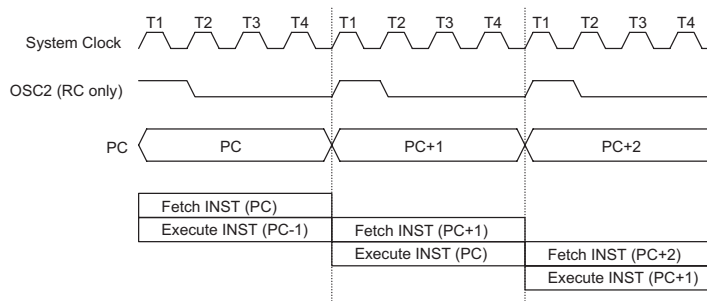 T1 T2 T3 T4 T1 T2 T3 T4 T1 T2 T3 T4
System Clock
OSC2 (RC only)
PC PC PC+1 PC+2
Fetch INST (PC)
Execute INST (PC-1) Fetch INST (PC+1)
Execute INST (PC) Fetch INST (PC+2)
Execute INST (PC+1)